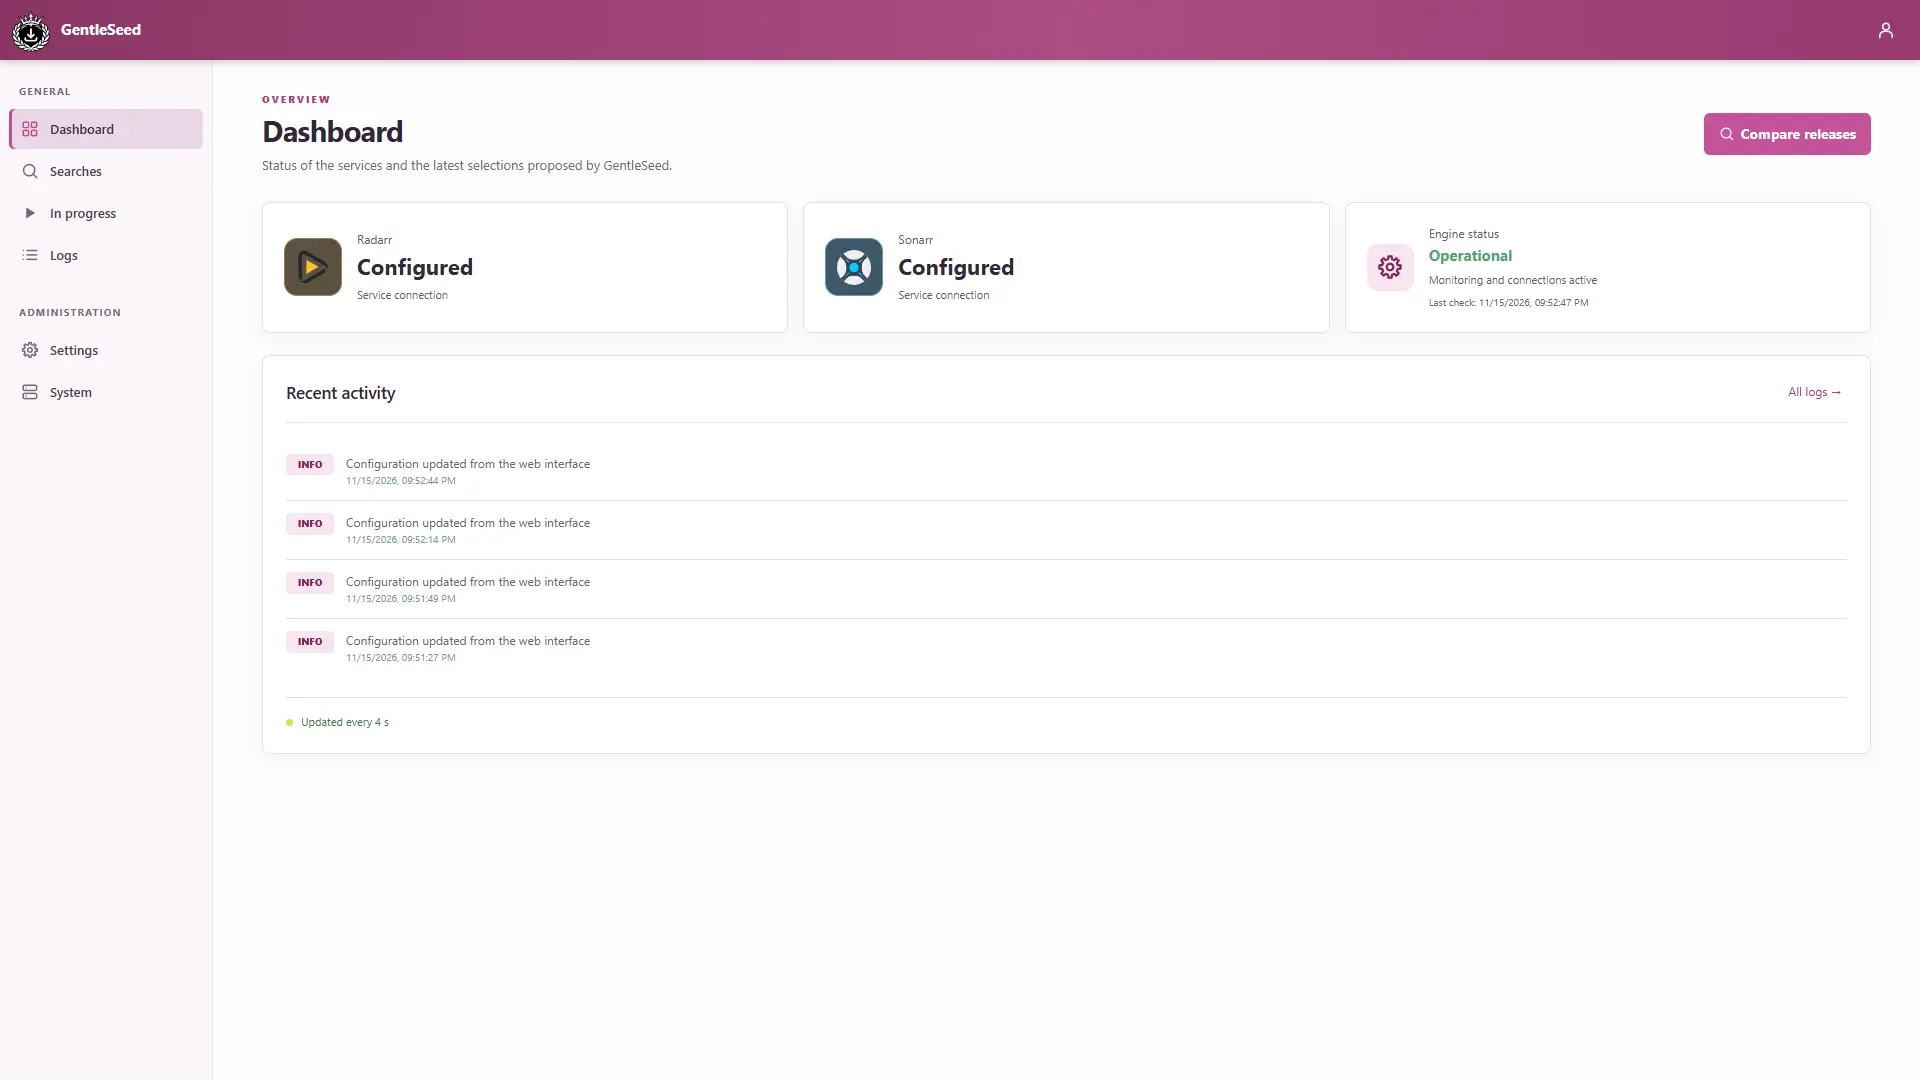 GentleSeed
GENERAL
Dashboard
Searches
In progress
Logs
ADMINISTRATION
Settings
System
OVERVIEW
Dashboard
Status of the services and the latest selections proposed by GentleSeed.
Compare releases
Radarr
Configured
Service connection
Sonarr
Configured
Service connection
Engine status
Operational
Monitoring and connections active
Last check: 11/15/2026, 09:52:47 PM
Recent activity
All logs →
INFO
Configuration updated from the web interface
11/15/2026, 09:52:44 PM
INFO
Configuration updated from the web interface
11/15/2026, 09:52:14 PM
INFO
Configuration updated from the web interface
11/15/2026, 09:51:49 PM
INFO
Configuration updated from the web interface
11/15/2026, 09:51:27 PM
Updated every 4 s